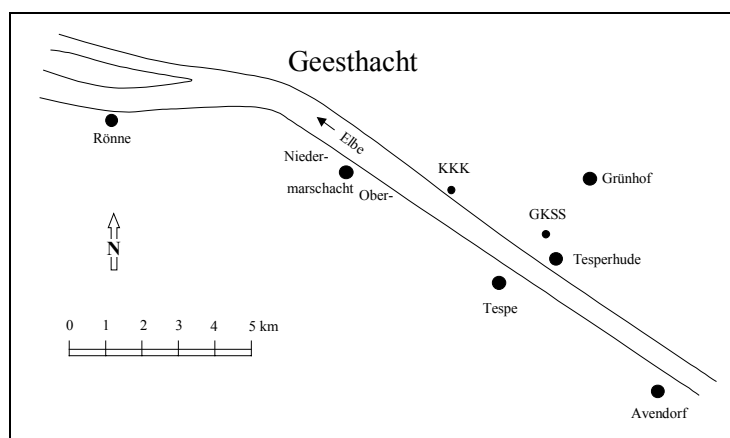 Geesthacht
Elbe
Rönne
Nieder-
marschacht
Ober-
KKK
Grünhof
GKSS
Tesperhude
Tespe
N
0 1 2 3 4 5 km
Avendorf